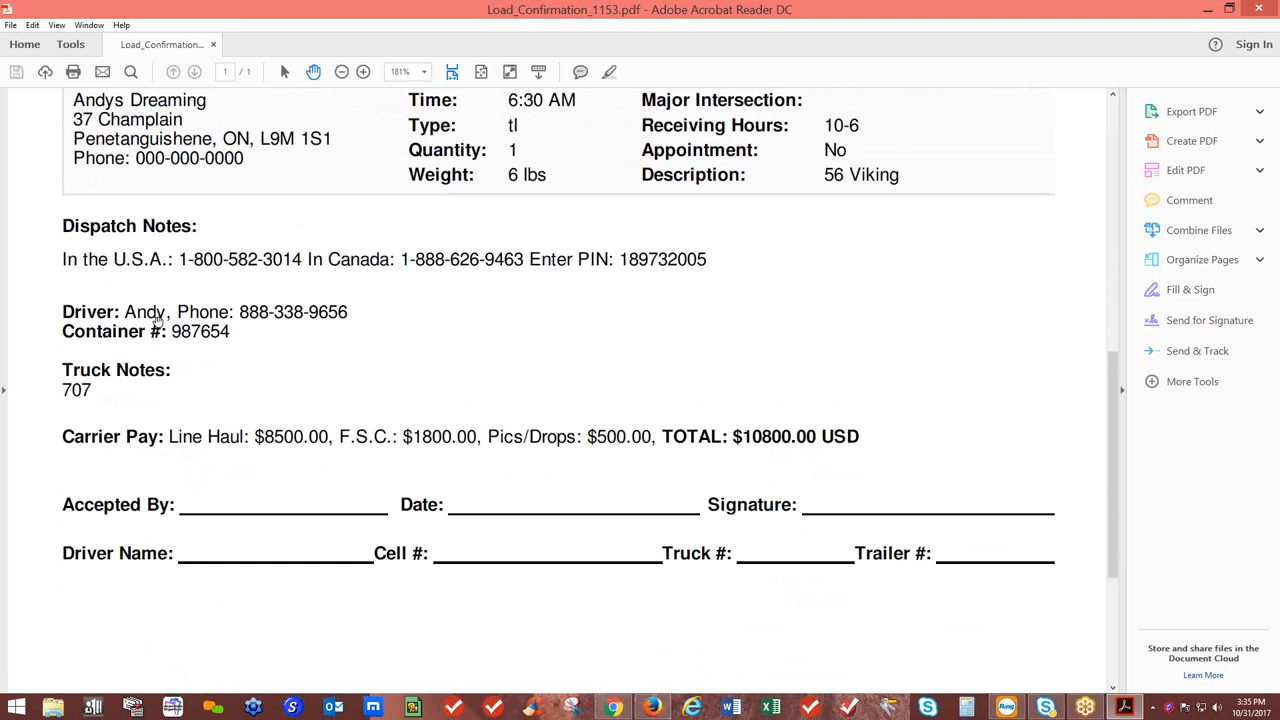 Load_Confirmation_1153.pdf - Adobe Acrobat Reader DC
File Edit View Window Help
Home Tools Load_Confirmation... × Sign In
1 / 1 181%
Andys Dreaming
37 Champlain
Penetanguishene, ON, L9M 1S1
Phone: 000-000-0000
Time: 6:30 AM
Type: tl
Quantity: 1
Weight: 6 lbs
Major Intersection:
Receiving Hours: 10-6
Appointment: No
Description: 56 Viking
Dispatch Notes:
In the U.S.A.: 1-800-582-3014 In Canada: 1-888-626-9463 Enter PIN: 189732005
Driver: Andy, Phone: 888-338-9656
Container #: 987654
Truck Notes:
707
Carrier Pay: Line Haul: $8500.00, F.S.C.: $1800.00, Pics/Drops: $500.00, TOTAL: $10800.00 USD
Accepted By: Date: Signature:
Driver Name: Cell #: Truck #: Trailer #:
Export PDF
Create PDF
Edit PDF
Comment
Combine Files
Organize Pages
Fill & Sign
Send for Signature
Send & Track
More Tools
Store and share files in the
Document Cloud
Learn More
3:35 PM
10/31/2017